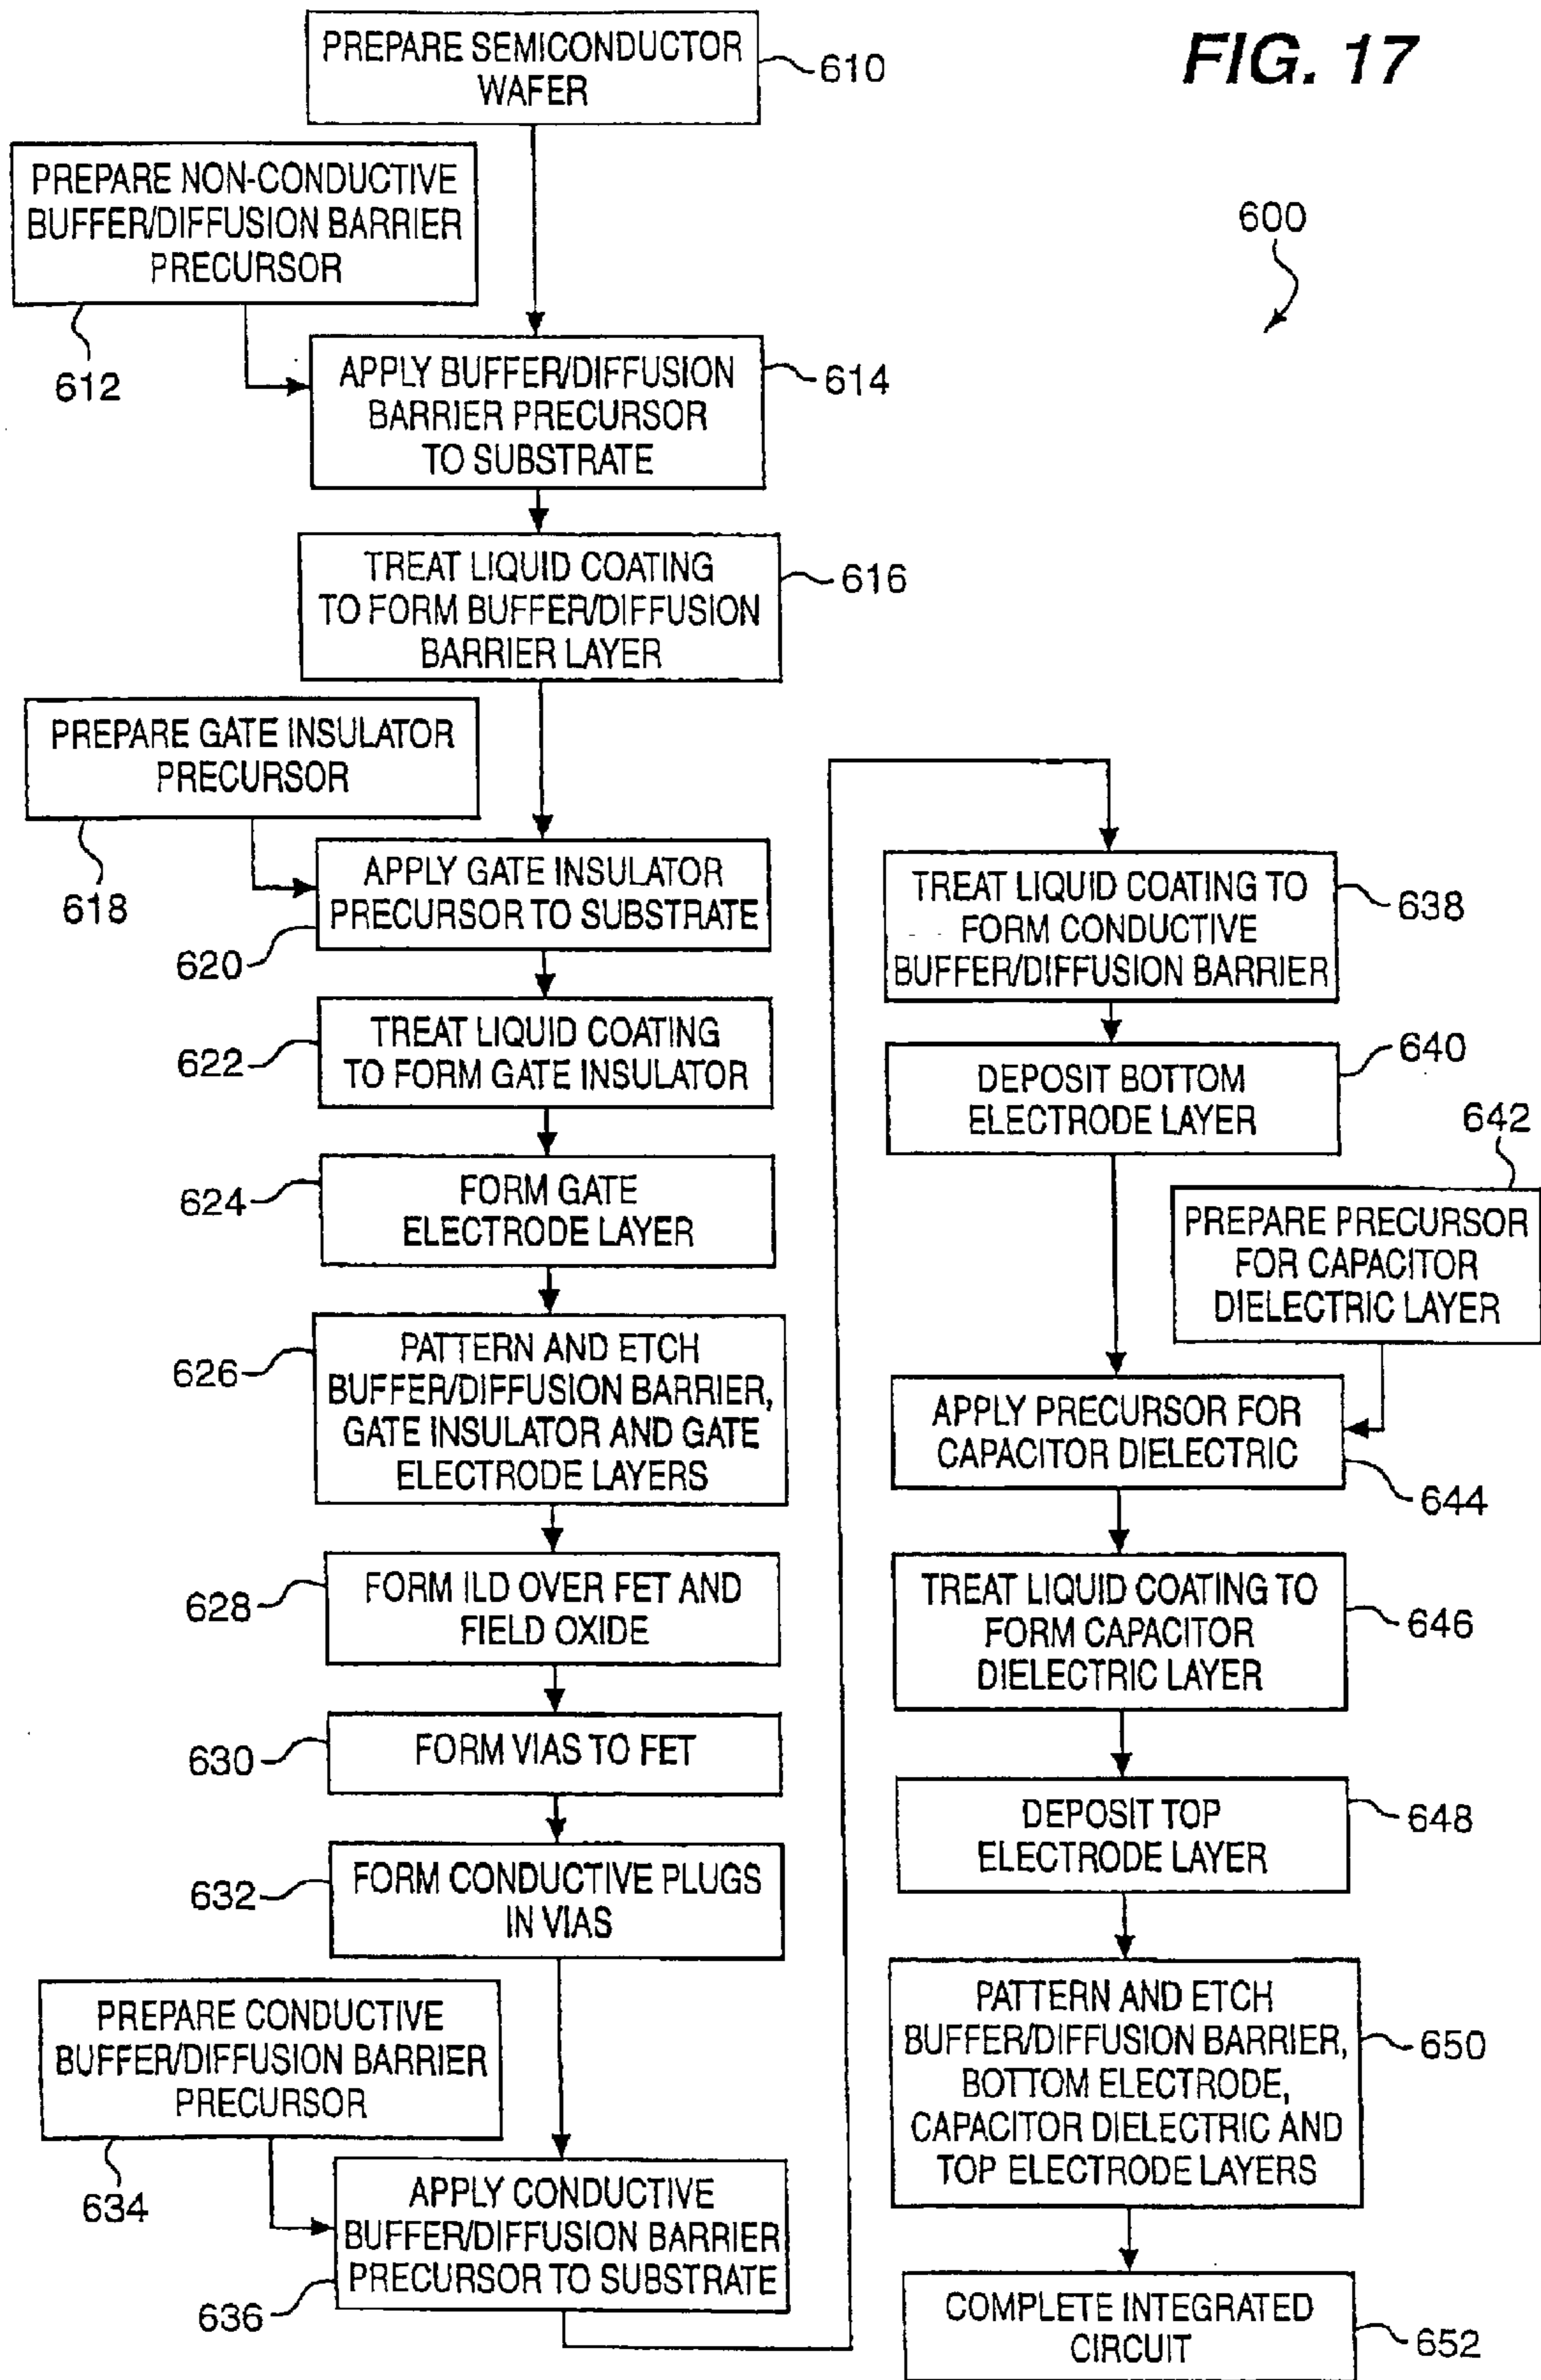 FIG. 17
600
PREPARE SEMICONDUCTOR
WAFER
610
PREPARE NON-CONDUCTIVE
BUFFER/DIFFUSION BARRIER
PRECURSOR
612
APPLY BUFFER/DIFFUSION
BARRIER PRECURSOR
TO SUBSTRATE
614
TREAT LIQUID COATING
TO FORM BUFFER/DIFFUSION
BARRIER LAYER
616
PREPARE GATE INSULATOR
PRECURSOR
618
APPLY GATE INSULATOR
PRECURSOR TO SUBSTRATE
620
TREAT LIQUID COATING
TO FORM GATE INSULATOR
622
FORM GATE
ELECTRODE LAYER
624
PATTERN AND ETCH
BUFFER/DIFFUSION BARRIER,
GATE INSULATOR AND GATE
ELECTRODE LAYERS
626
FORM ILD OVER FET AND
FIELD OXIDE
628
FORM VIAS TO FET
630
FORM CONDUCTIVE PLUGS
IN VIAS
632
PREPARE CONDUCTIVE
BUFFER/DIFFUSION BARRIER
PRECURSOR
634
APPLY CONDUCTIVE
BUFFER/DIFFUSION BARRIER
PRECURSOR TO SUBSTRATE
636
TREAT LIQUID COATING TO
FORM CONDUCTIVE
BUFFER/DIFFUSION BARRIER
638
DEPOSIT BOTTOM
ELECTRODE LAYER
640
642
PREPARE PRECURSOR
FOR CAPACITOR
DIELECTRIC LAYER
APPLY PRECURSOR FOR
CAPACITOR DIELECTRIC
644
TREAT LIQUID COATING TO
FORM CAPACITOR
DIELECTRIC LAYER
646
DEPOSIT TOP
ELECTRODE LAYER
648
PATTERN AND ETCH
BUFFER/DIFFUSION BARRIER,
BOTTOM ELECTRODE,
CAPACITOR DIELECTRIC AND
TOP ELECTRODE LAYERS
650
COMPLETE INTEGRATED
CIRCUIT
652